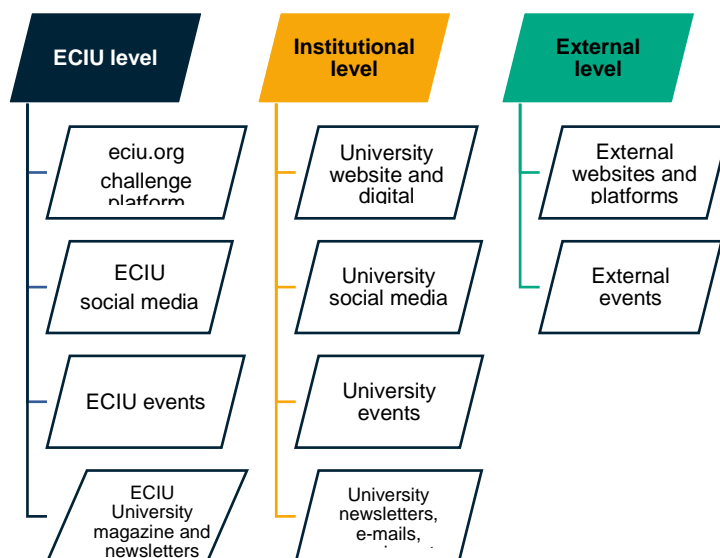 ECIU level
eciu.org
challenge
platform
ECIU
social media
ECIU events
ECIU
University
magazine and
newsletters
Institutional
level
University
website and
digital
University
social media
University
events
University
newsletters,
e-mails,
External
level
External
websites and
platforms
External
events